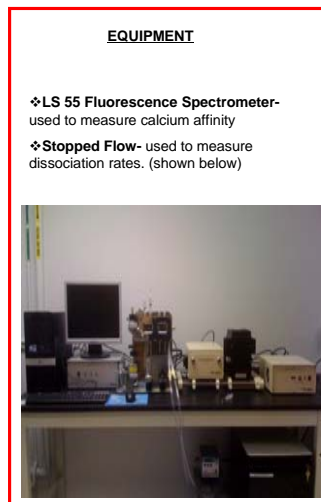 EQUIPMENT
❖LS 55 Fluorescence Spectrometer-
used to measure calcium affinity
❖Stopped Flow- used to measure
dissociation rates. (shown below)